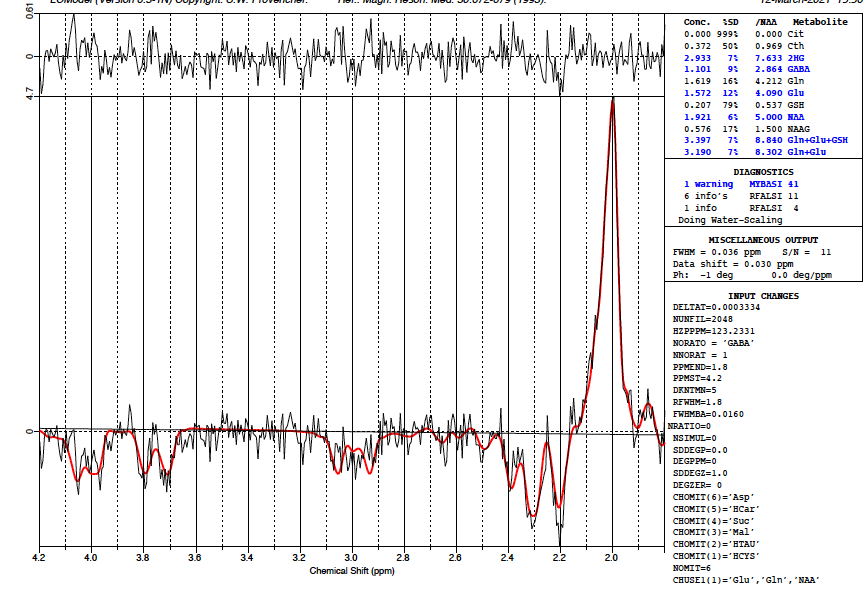 LCModel (Version 6.3-1N) Copyright: S.W. Provencher. Ref.: Magn. Reson. Med. 30:672-679 (1993).
0.61
0
4.7
0
4.2 4.0 3.8 3.6 3.4 3.2 3.0 2.8 2.6 2.4 2.2 2.0
Chemical Shift (ppm)
Conc. %SD /NAA Metabolite
0.000 999% 0.000 Cit
0.372 50% 0.969 Cth
2.933 7% 7.633 2HG
1.101 9% 2.864 GABA
1.619 16% 4.212 Gln
1.572 12% 4.090 Glu
0.207 79% 0.537 GSH
1.921 6% 5.000 NAA
0.576 17% 1.500 NAAG
3.397 7% 8.840 Gln+Glu+GSH
3.190 7% 8.302 Gln+Glu
DIAGNOSTICS
1 warning MYBASI 41
6 info's RFALSI 11
1 info RFALSI 4
Doing Water-Scaling
MISCELLANEOUS OUTPUT
FWHM = 0.036 ppm S/N = 11
Data shift = 0.030 ppm
Ph: -1 deg 0.0 deg/ppm
INPUT CHANGES
DELTAT=0.0003334
NUNFIL=2048
HZPPPM=123.2331
NORATO = 'GABA'
NNORAT = 1
PPMEND=1.8
PPMST=4.2
DKNTMN=5
RFWHM=1.8
FWHMBA=0.0160
NRATIO=0
NSIMUL=0
SDDEGP=0.0
DEGPPM=0
SDDEGZ=1.0
DEGZER= 0
CHOMIT(6)='Asp'
CHOMIT(5)='HCar'
CHOMIT(4)='Suc'
CHOMIT(3)='Mal'
CHOMIT(2)='HTAU'
CHOMIT(1)='HCYS'
NOMIT=6
CHUSE1(1)='Glu','Gln','NAA'